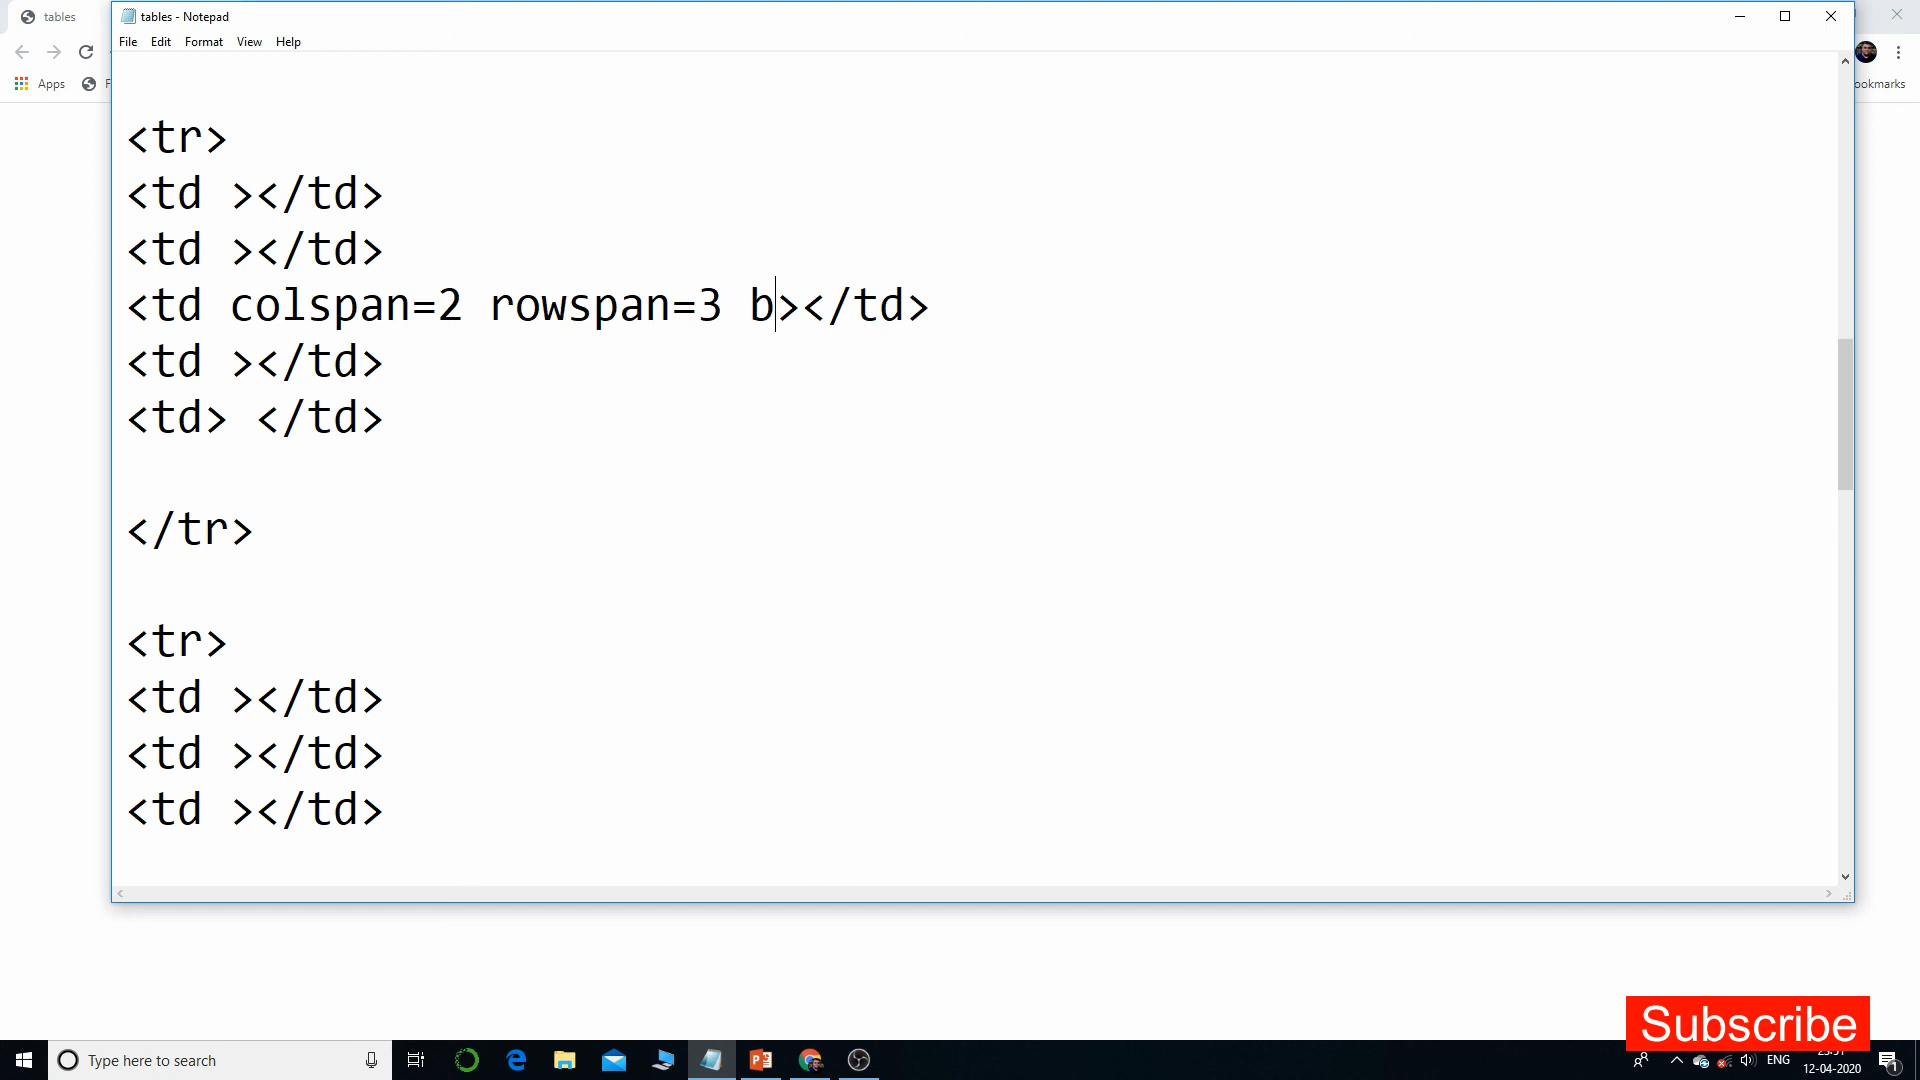 tables
tables - Notepad
File Edit Format View Help
Apps
ookmarks
<tr>
<td ></td>
<td ></td>
<td colspan=2 rowspan=3 b></td>
<td ></td>
<td> </td>
</tr>
<tr>
<td ></td>
<td ></td>
<td ></td>
Subscribe
Type here to search
ENG
12-04-2020
1